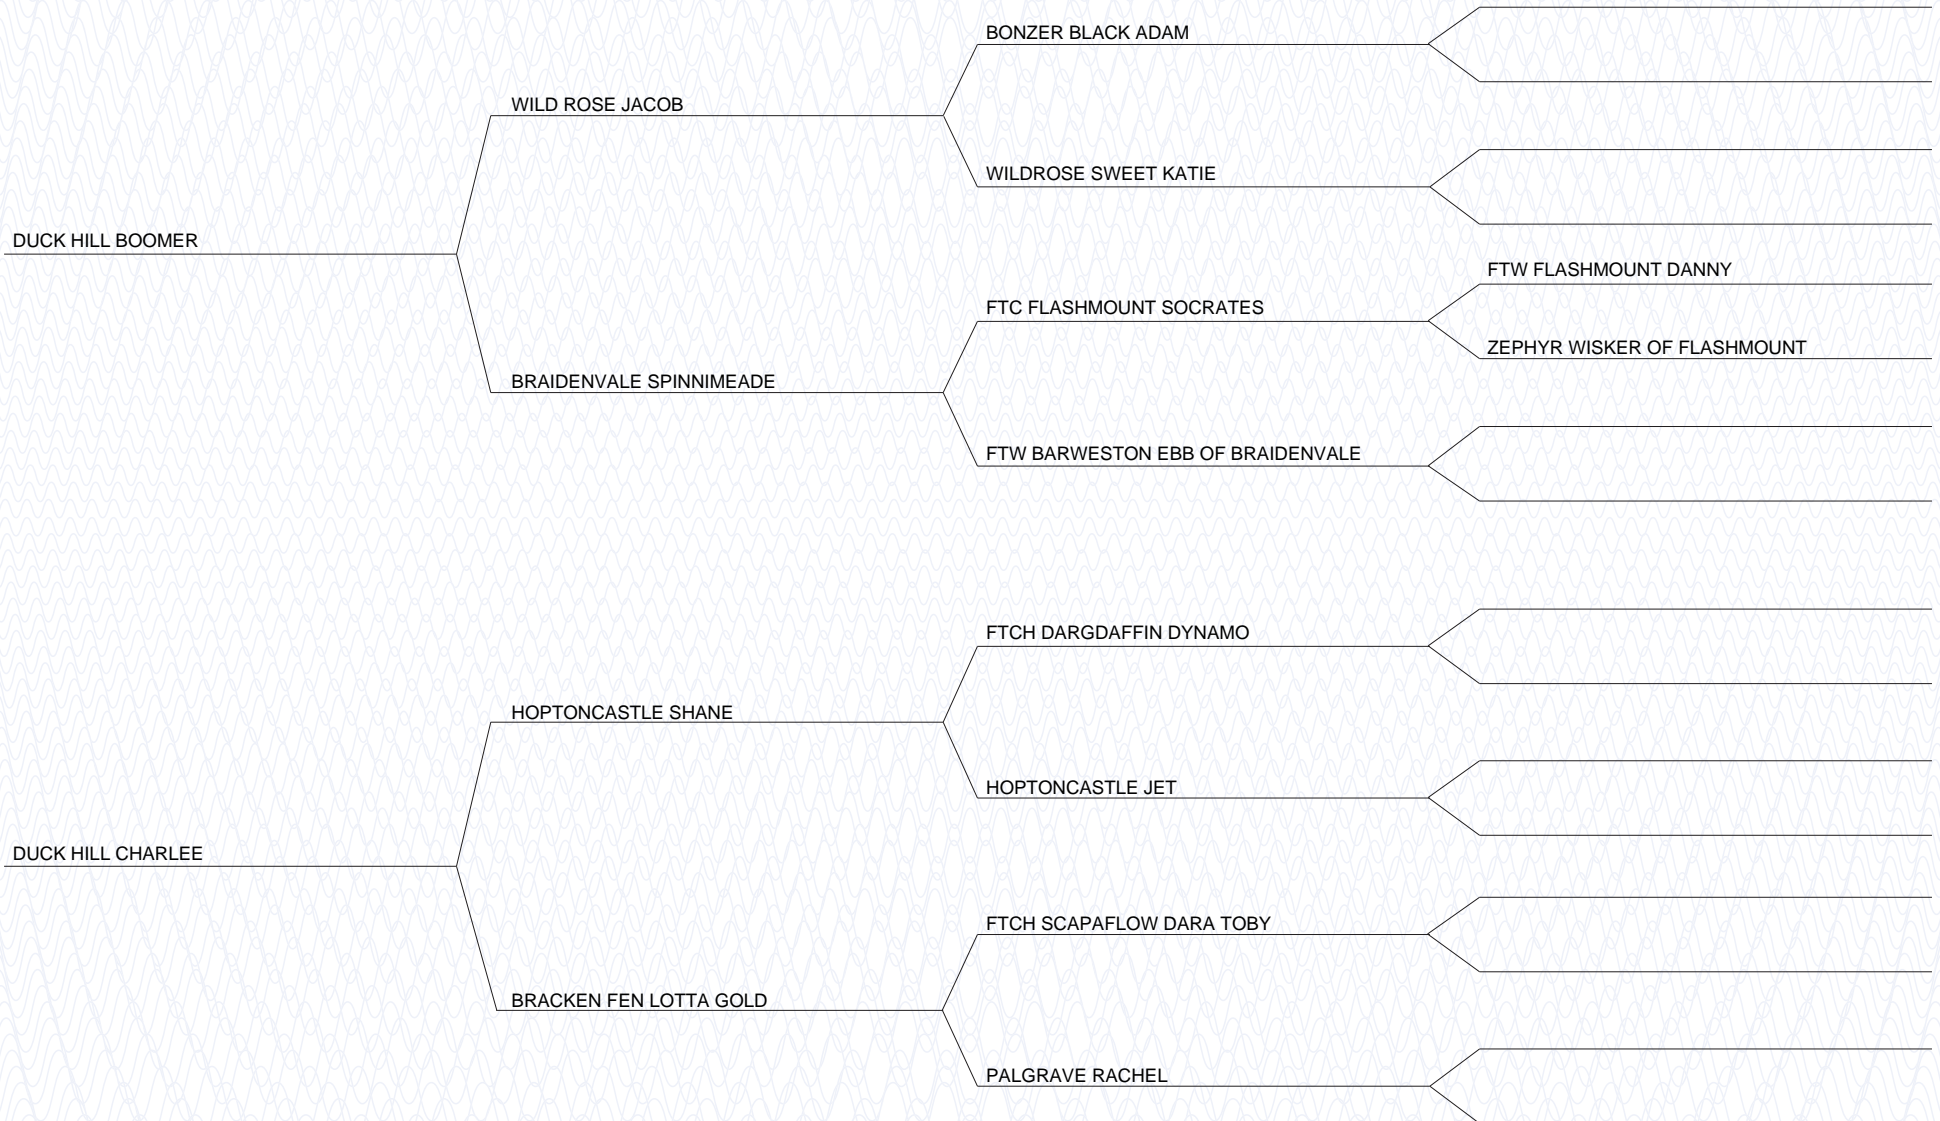 BONZER BLACK ADAM
WILD ROSE JACOB
WILDROSE SWEET KATIE
DUCK HILL BOOMER
FTW FLASHMOUNT DANNY
FTC FLASHMOUNT SOCRATES
ZEPHYR WISKER OF FLASHMOUNT
BRAIDENVALE SPINNIMEADE
FTW BARWESTON EBB OF BRAIDENVALE
FTCH DARGDAFFIN DYNAMO
HOPTONCASTLE SHANE
HOPTONCASTLE JET
DUCK HILL CHARLEE
FTCH SCAPAFLOW DARA TOBY
BRACKEN FEN LOTTA GOLD
PALGRAVE RACHEL